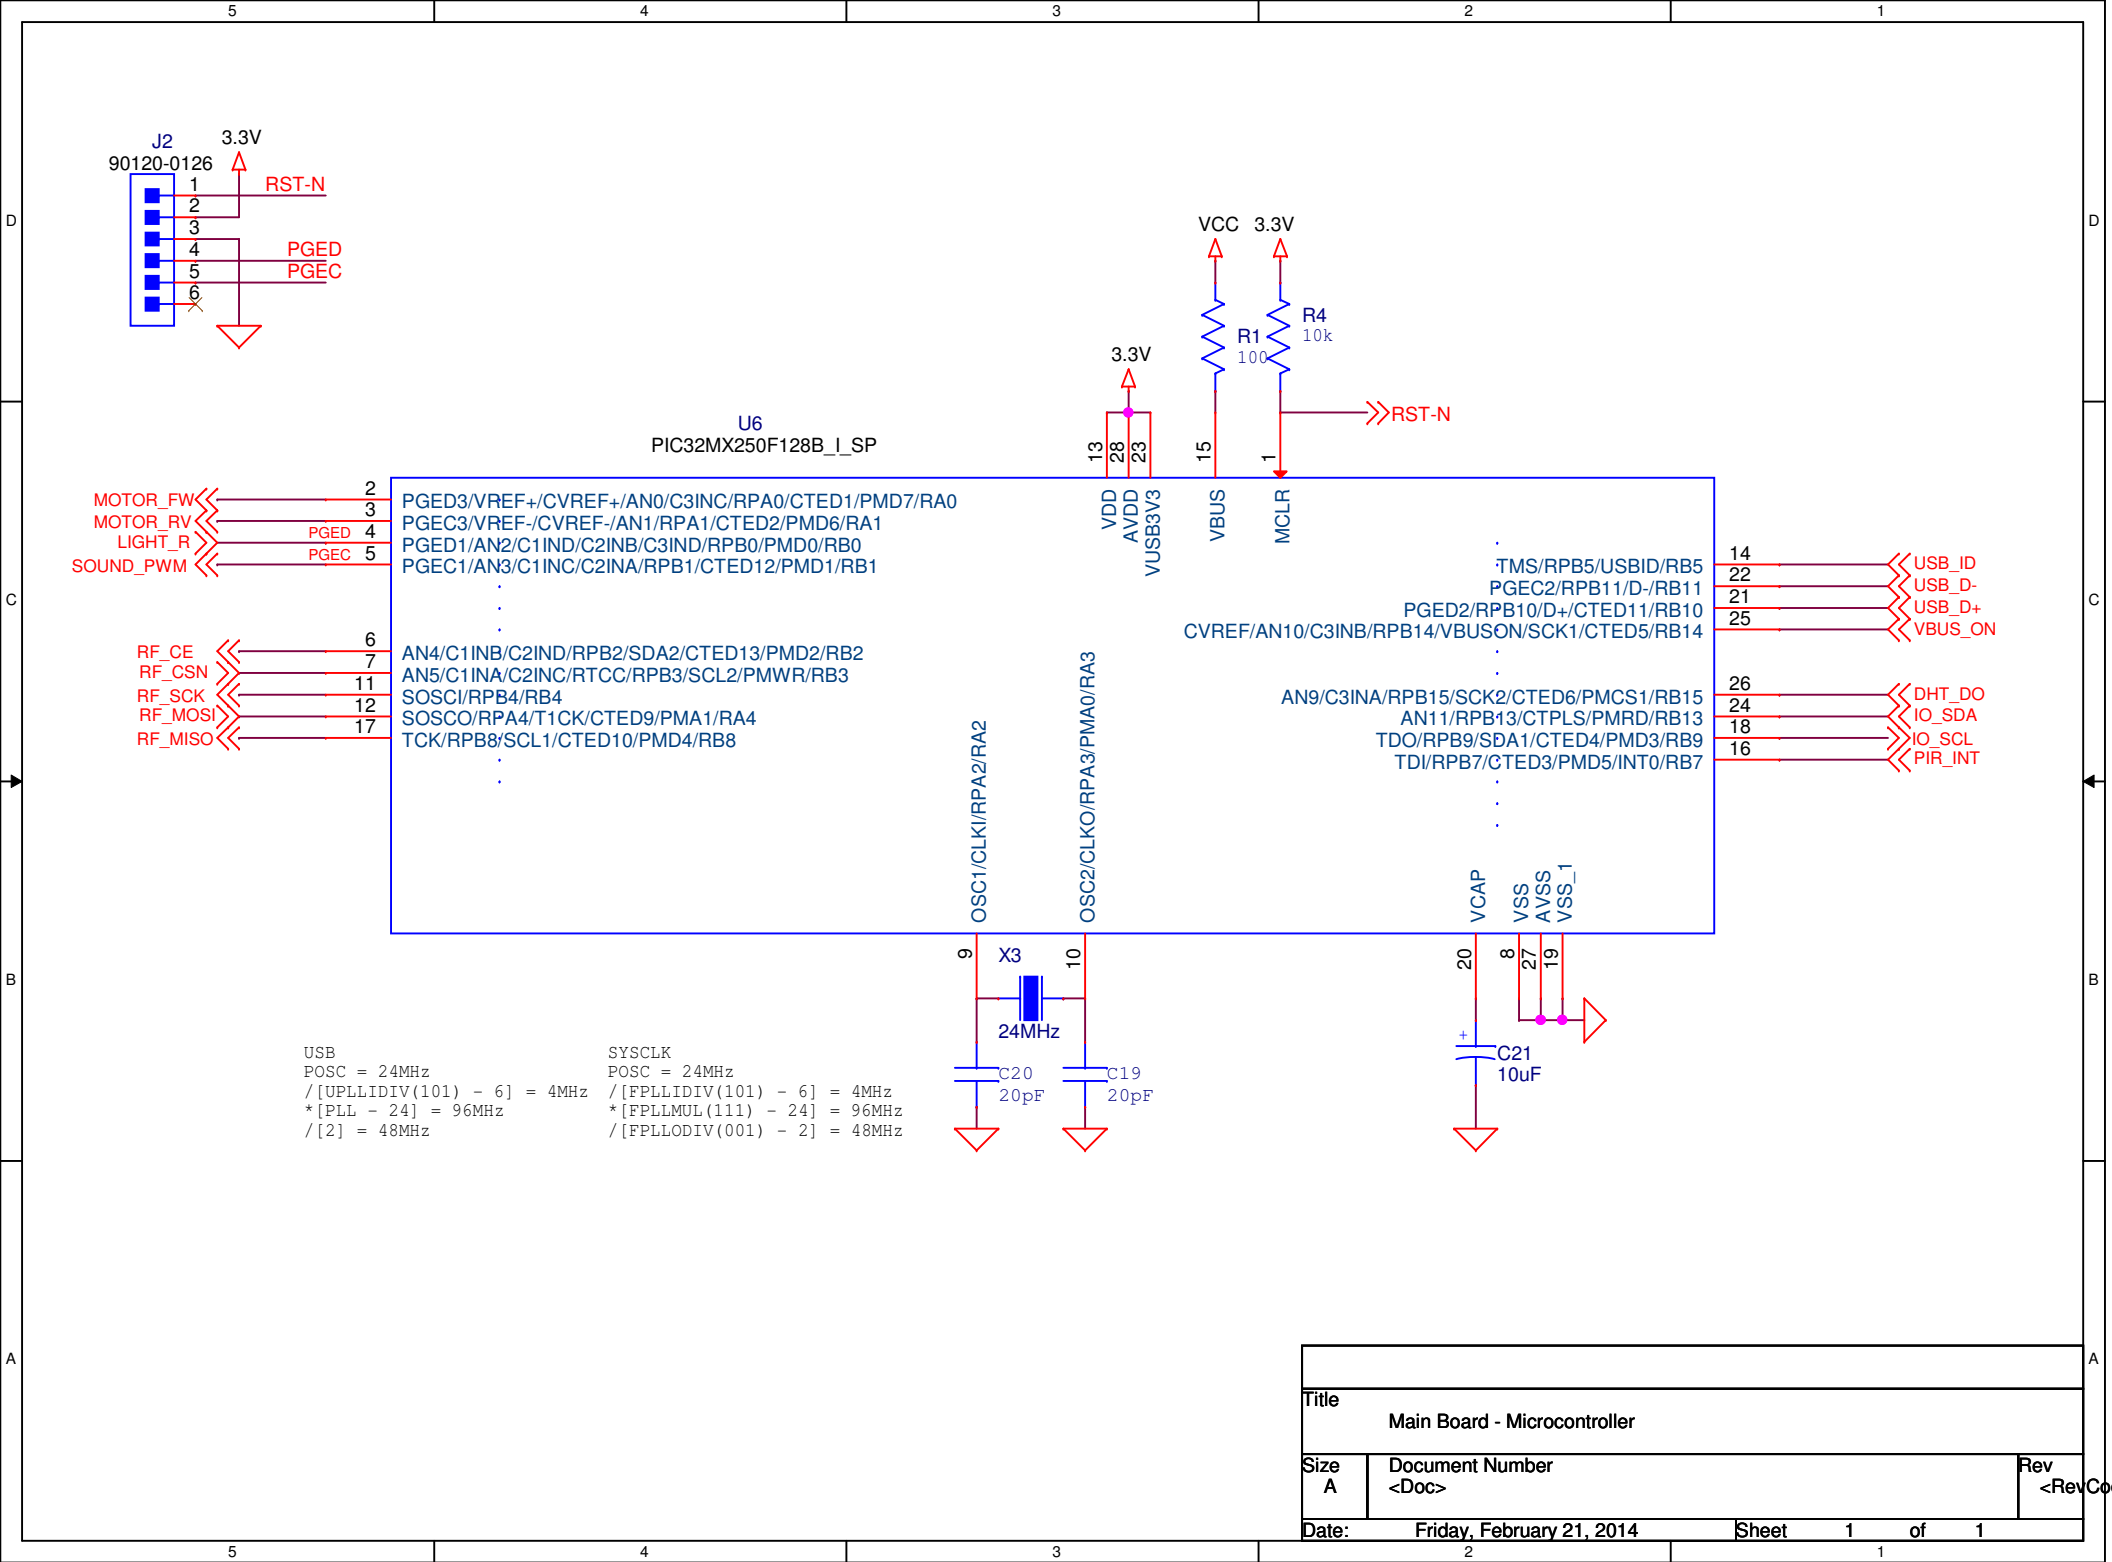 5 4 3 2 1
D D
C C
B B
A A
J2
90120-0126
3.3V
1
2
3
4
5
6
RST-N
PGED
PGEC
VCC 3.3V
R1
100
R4
10k
3.3V
RST-N
U6
PIC32MX250F128B_I_SP
13
28
23
15
1
VDD
AVDD
VUSB3V3
VBUS
MCLR
MOTOR_FW 2 PGED3/VREF+/CVREF+/AN0/C3INC/RPA0/CTED1/PMD7/RA0
MOTOR_RV 3 PGEC3/VREF-/CVREF-/AN1/RPA1/CTED2/PMD6/RA1
LIGHT_R PGED 4 PGED1/AN2/C1IND/C2INB/C3IND/RPB0/PMD0/RB0
SOUND_PWM PGEC 5 PGEC1/AN3/C1INC/C2INA/RPB1/CTED12/PMD1/RB1
RF_CE 6 AN4/C1INB/C2IND/RPB2/SDA2/CTED13/PMD2/RB2
RF_CSN 7 AN5/C1INA/C2INC/RTCC/RPB3/SCL2/PMWR/RB3
RF_SCK 11 SOSCI/RPB4/RB4
RF_MOSI 12 SOSCO/RPA4/T1CK/CTED9/PMA1/RA4
RF_MISO 17 TCK/RPB8/SCL1/CTED10/PMD4/RB8
TMS/RPB5/USBID/RB5 14 USB_ID
PGEC2/RPB11/D-/RB11 22 USB_D-
PGED2/RPB10/D+/CTED11/RB10 21 USB_D+
CVREF/AN10/C3INB/RPB14/VBUSON/SCK1/CTED5/RB14 25 VBUS_ON
AN9/C3INA/RPB15/SCK2/CTED6/PMCS1/RB15 26 DHT_DO
AN11/RPB13/CTPLS/PMRD/RB13 24 IO_SDA
TDO/RPB9/SDA1/CTED4/PMD3/RB9 18 IO_SCL
TDI/RPB7/CTED3/PMD5/INT0/RB7 16 PIR_INT
OSC1/CLKI/RPA2/RA2
OSC2/CLKO/RPA3/PMA0/RA3
VCAP
VSS
AVSS
VSS_1
9
10
20
8
27
19
X3
24MHz
C20
20pF
C19
20pF
+
C21
10uF
USB
POSC = 24MHz
/[UPLLIDIV(101) - 6] = 4MHz
*[PLL - 24] = 96MHz
/[2] = 48MHz
SYSCLK
POSC = 24MHz
/[FPLLIDIV(101) - 6] = 4MHz
*[FPLLMUL(111) - 24] = 96MHz
/[FPLLODIV(001) - 2] = 48MHz
Title
Main Board - Microcontroller
Size
A
Document Number
<Doc>
Rev
<RevCo
Date: Friday, February 21, 2014 Sheet 1 of 1
5 4 3 2 1